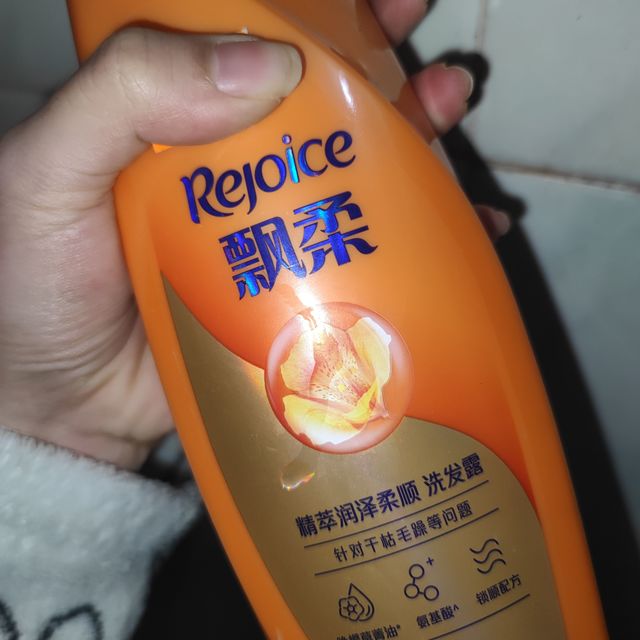 Rejoice
飘柔
精萃润泽柔顺 洗发露
针对干枯毛躁等问题
氨基酸^
锁顺配方